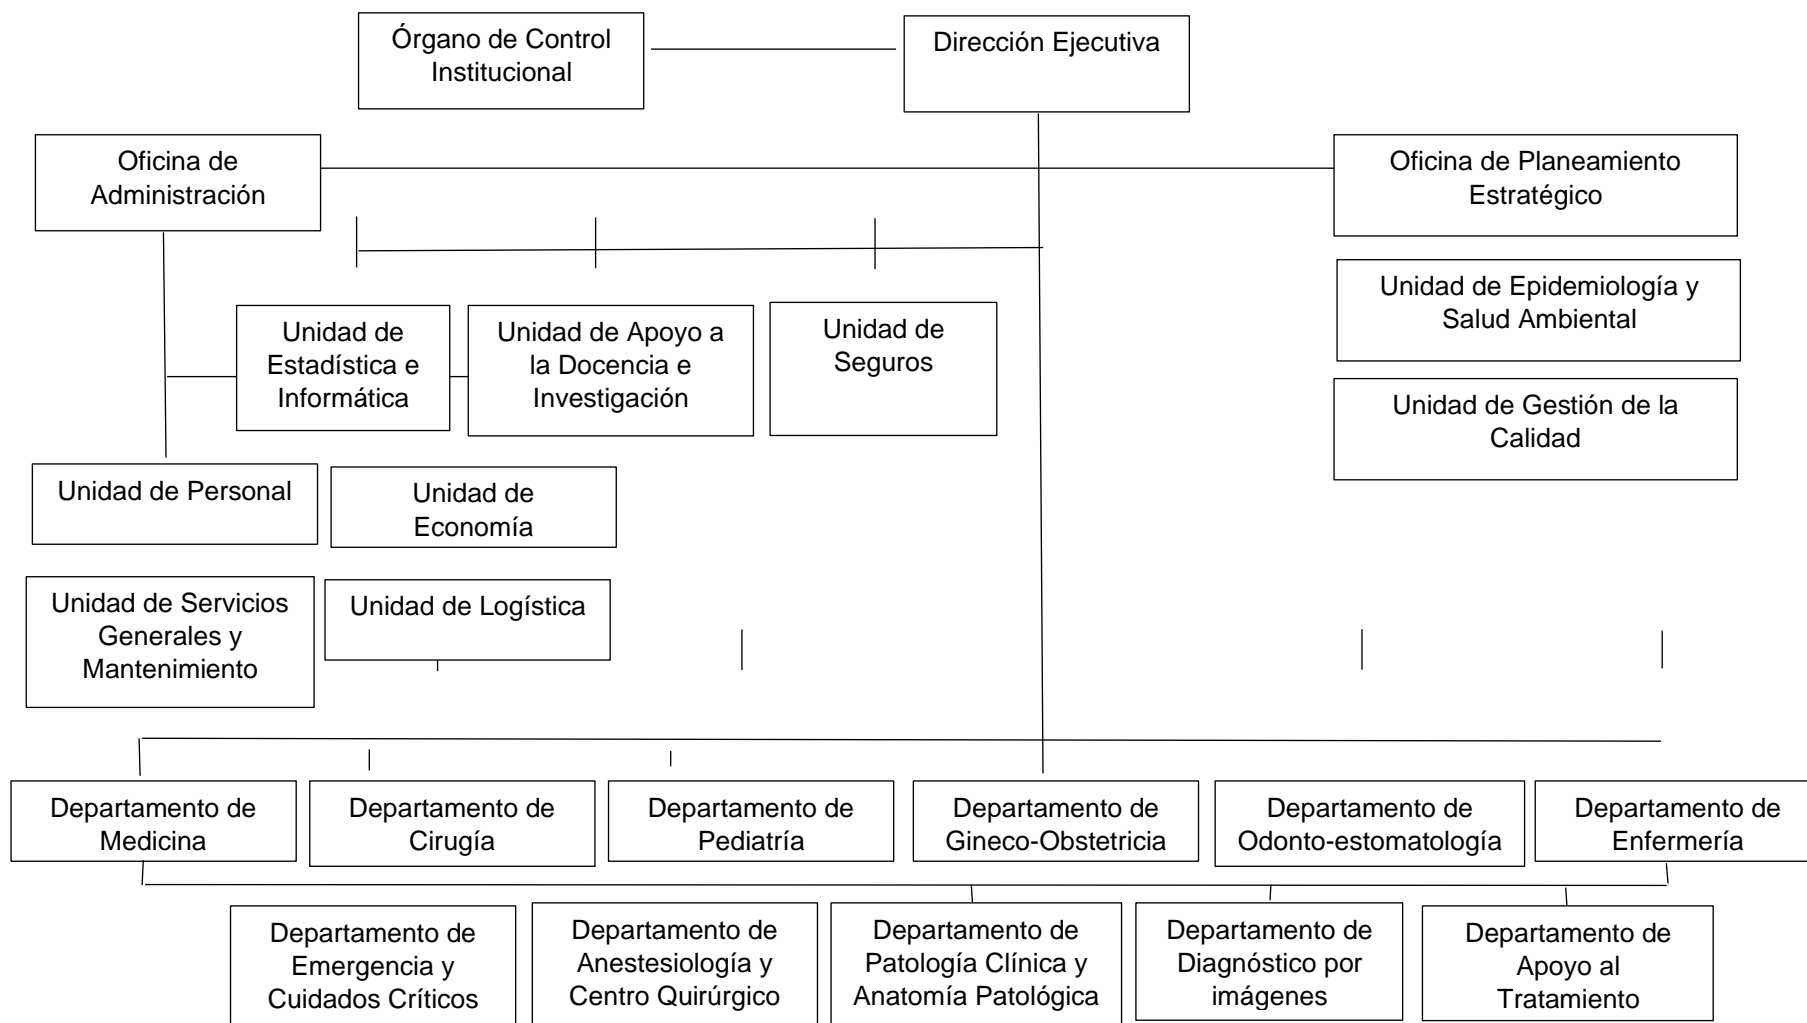 Órgano de Control
Institucional
Dirección Ejecutiva
Oficina de
Administración
Oficina de Planeamiento
Estratégico
Unidad de Epidemiología y
Salud Ambiental
Unidad de Gestión de la
Calidad
Unidad de
Estadística e
Informática
Unidad de Apoyo a
la Docencia e
Investigación
Unidad de
Seguros
Unidad de Personal
Unidad de
Economía
Unidad de Servicios
Generales y
Mantenimiento
Unidad de Logística
Departamento de
Medicina
Departamento de
Cirugía
Departamento de
Pediatría
Departamento de
Gineco-Obstetricia
Departamento de
Odonto-estomatología
Departamento de
Enfermería
Departamento de
Emergencia y
Cuidados Críticos
Departamento de
Anestesiología y
Centro Quirúrgico
Departamento de
Patología Clínica y
Anatomía Patológica
Departamento de
Diagnóstico por
imágenes
Departamento de
Apoyo al
Tratamiento